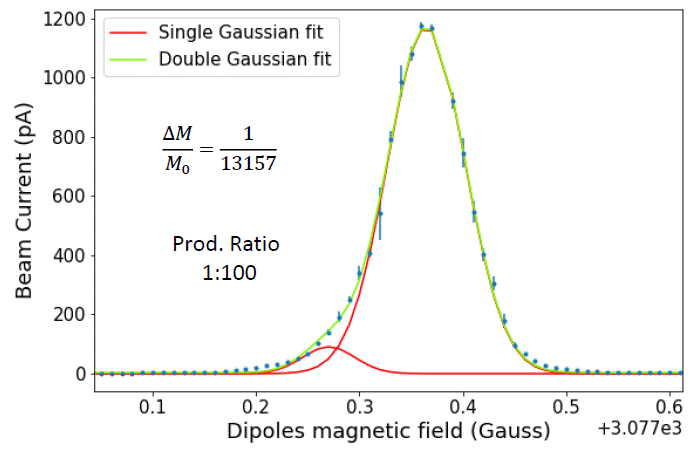 Single Gaussian fit
Double Gaussian fit
ΔM/M₀ = 1/13157
Prod. Ratio
1:100
Beam Current (pA)
1200
1000
800
600
400
200
0
0.1 0.2 0.3 0.4 0.5 0.6
+3.077e3
Dipoles magnetic field (Gauss)